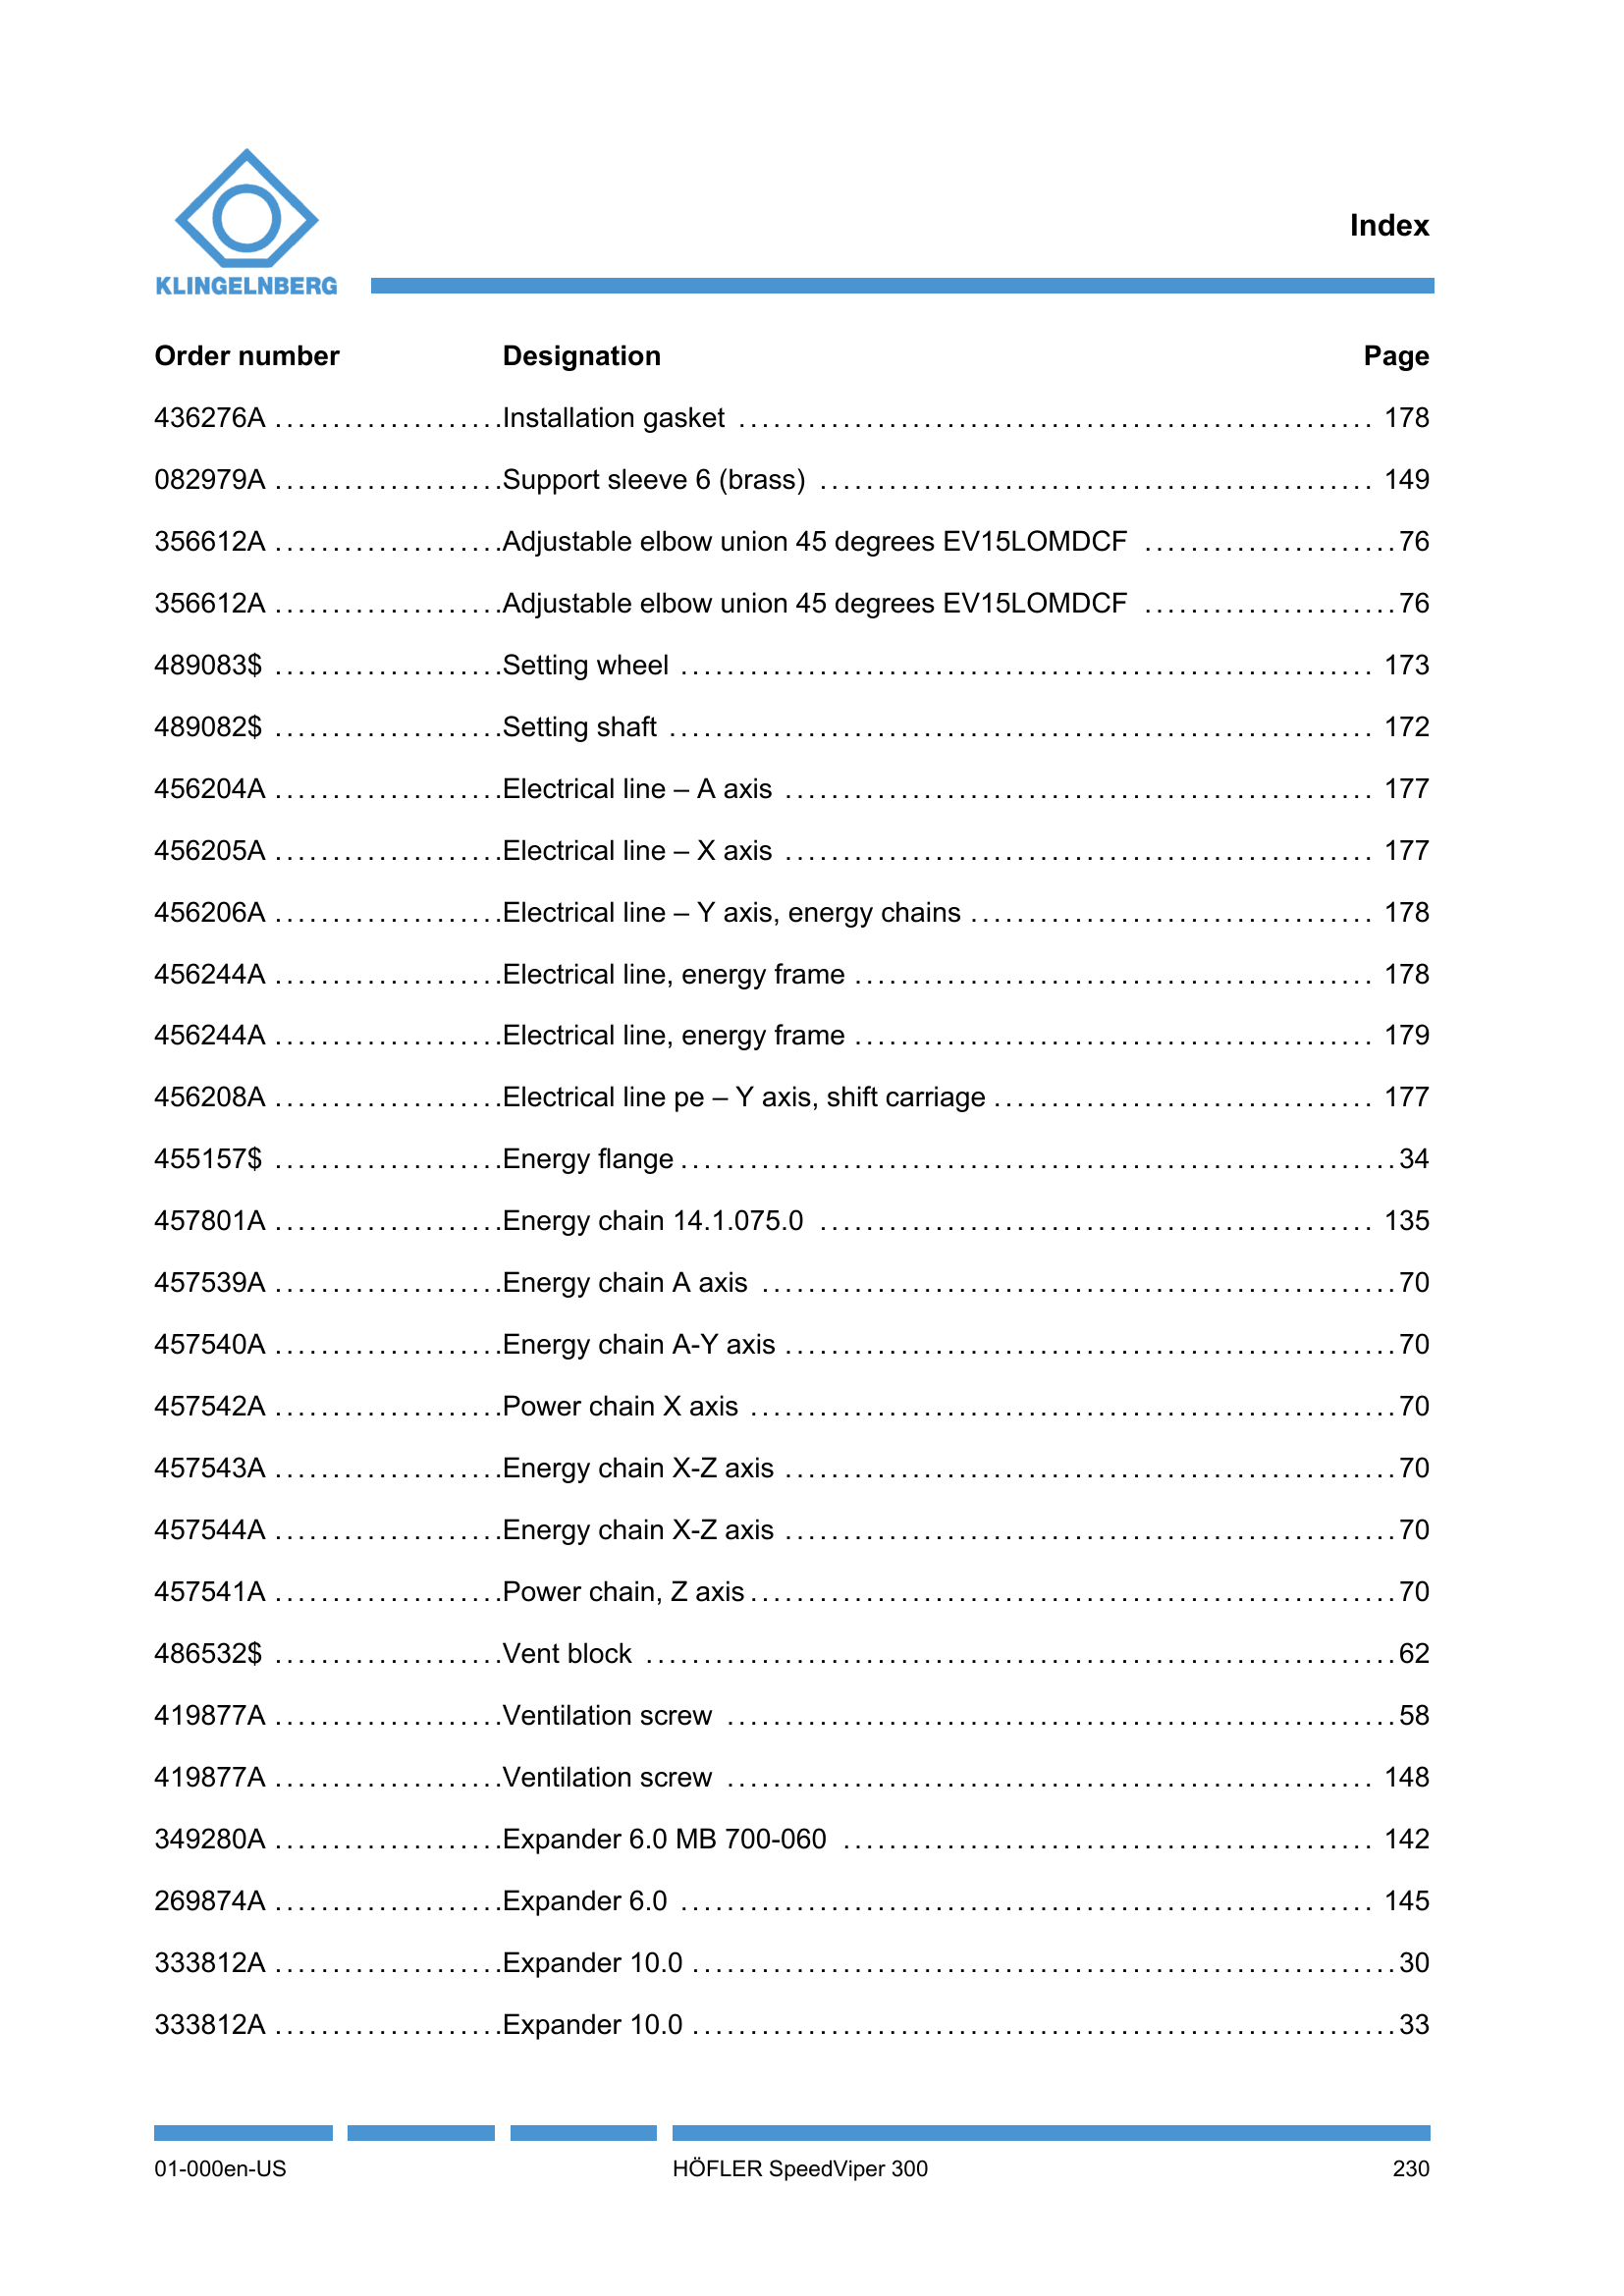 KLINGELNBERG
Index
Order number Designation Page
436276A ....................Installation gasket ....................................................... 178
082979A ....................Support sleeve 6 (brass) ................................................ 149
356612A ....................Adjustable elbow union 45 degrees EV15LOMDCF ......................76
356612A ....................Adjustable elbow union 45 degrees EV15LOMDCF ......................76
489083$ ....................Setting wheel ............................................................ 173
489082$ ....................Setting shaft ............................................................. 172
456204A ....................Electrical line – A axis ................................................... 177
456205A ....................Electrical line – X axis ................................................... 177
456206A ....................Electrical line – Y axis, energy chains ................................... 178
456244A ....................Electrical line, energy frame ............................................. 178
456244A ....................Electrical line, energy frame ............................................. 179
456208A ....................Electrical line pe – Y axis, shift carriage ................................. 177
455157$ ....................Energy flange ..............................................................34
457801A ....................Energy chain 14.1.075.0 ................................................ 135
457539A ....................Energy chain A axis .......................................................70
457540A ....................Energy chain A-Y axis .....................................................70
457542A ....................Power chain X axis ........................................................70
457543A ....................Energy chain X-Z axis .....................................................70
457544A ....................Energy chain X-Z axis .....................................................70
457541A ....................Power chain, Z axis ........................................................70
486532$ ....................Vent block .................................................................62
419877A ....................Ventilation screw ..........................................................58
419877A ....................Ventilation screw ........................................................ 148
349280A ....................Expander 6.0 MB 700-060 .............................................. 142
269874A ....................Expander 6.0 ............................................................ 145
333812A ....................Expander 10.0 .............................................................30
333812A ....................Expander 10.0 .............................................................33
01-000en-US HÖFLER SpeedViper 300 230